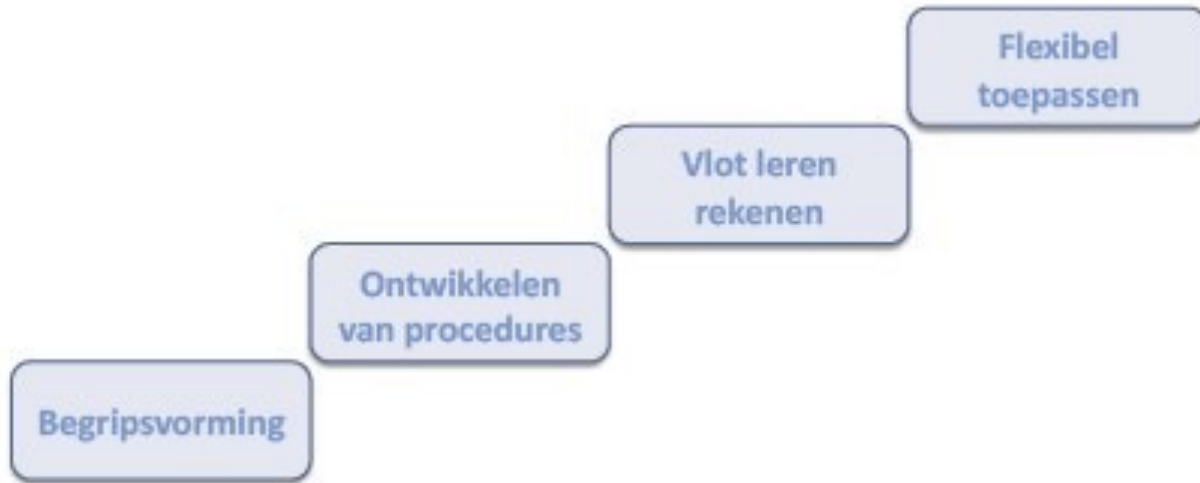 Flexibel
toepassen
Vlot leren
rekenen
Ontwikkelen
van procedures
Begripsvorming